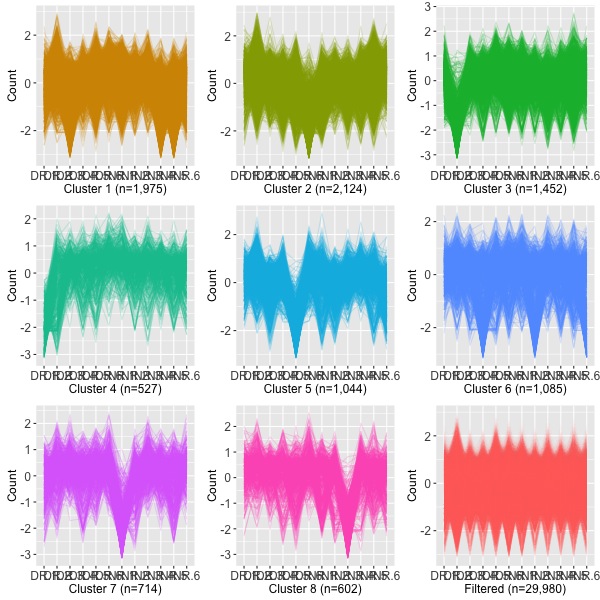 Count
2
0
-2
Cluster 1 (n=1,975)
Count
2
0
-2
Cluster 2 (n=2,124)
Count
3
2
1
0
-1
-2
-3
Cluster 3 (n=1,452)
Count
2
1
0
-1
-2
-3
Cluster 4 (n=527)
Count
2
0
-2
Cluster 5 (n=1,044)
Count
2
0
-2
Cluster 6 (n=1,085)
Count
2
1
0
-1
-2
-3
Cluster 7 (n=714)
Count
2
1
0
-1
-2
-3
Cluster 8 (n=602)
Count
2
0
-2
Filtered (n=29,980)